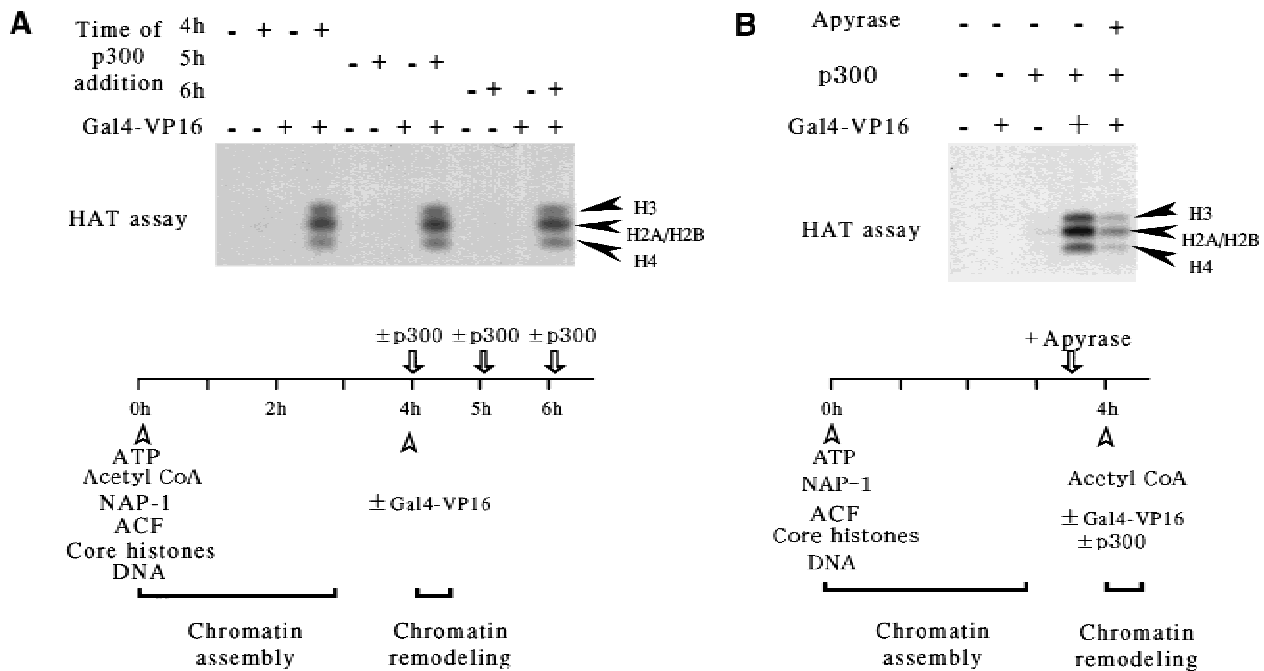 A
Time of p300 addition
4h - + - +
5h - + - +
6h - + - +
Gal4-VP16 - - + + - - + + - - + +
HAT assay
H3
H2A/H2B
H4
±p300 ±p300 ±p300
0h 2h 4h 5h 6h
ATP
Acetyl CoA
NAP-1
ACF
Core histones
DNA
±Gal4-VP16
Chromatin assembly
Chromatin remodeling
B
Apyrase - - - - +
p300 - - + + +
Gal4-VP16 - + - + +
HAT assay
H3
H2A/H2B
H4
+ Apyrase
0h 4h
ATP
NAP-1
ACF
Core histones
DNA
Acetyl CoA
±Gal4-VP16
±p300
Chromatin assembly
Chromatin remodeling